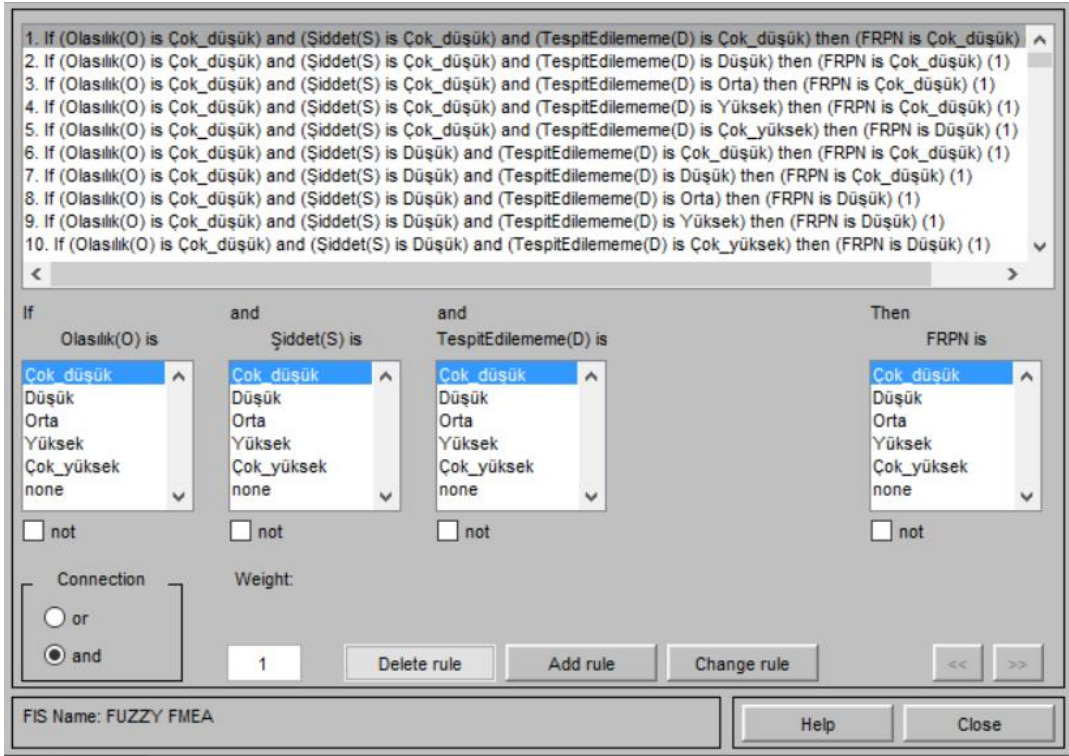 1. If (Olasılık(O) is Çok_düşük) and (Şiddet(S) is Çok_düşük) and (TespitEdilememe(D) is Çok_düşük) then (FRPN is Çok_düşük)
2. If (Olasılık(O) is Çok_düşük) and (Şiddet(S) is Çok_düşük) and (TespitEdilememe(D) is Düşük) then (FRPN is Çok_düşük) (1)
3. If (Olasılık(O) is Çok_düşük) and (Şiddet(S) is Çok_düşük) and (TespitEdilememe(D) is Orta) then (FRPN is Çok_düşük) (1)
4. If (Olasılık(O) is Çok_düşük) and (Şiddet(S) is Çok_düşük) and (TespitEdilememe(D) is Yüksek) then (FRPN is Çok_düşük) (1)
5. If (Olasılık(O) is Çok_düşük) and (Şiddet(S) is Çok_düşük) and (TespitEdilememe(D) is Çok_yüksek) then (FRPN is Düşük) (1)
6. If (Olasılık(O) is Çok_düşük) and (Şiddet(S) is Düşük) and (TespitEdilememe(D) is Çok_düşük) then (FRPN is Çok_düşük) (1)
7. If (Olasılık(O) is Çok_düşük) and (Şiddet(S) is Düşük) and (TespitEdilememe(D) is Düşük) then (FRPN is Çok_düşük) (1)
8. If (Olasılık(O) is Çok_düşük) and (Şiddet(S) is Düşük) and (TespitEdilememe(D) is Orta) then (FRPN is Düşük) (1)
9. If (Olasılık(O) is Çok_düşük) and (Şiddet(S) is Düşük) and (TespitEdilememe(D) is Yüksek) then (FRPN is Düşük) (1)
10. If (Olasılık(O) is Çok_düşük) and (Şiddet(S) is Düşük) and (TespitEdilememe(D) is Çok_yüksek) then (FRPN is Düşük) (1)
If and and Then
Olasılık(O) is Şiddet(S) is TespitEdilememe(D) is FRPN is
Çok_düşük Çok_düşük Çok_düşük Çok_düşük
Düşük Düşük Düşük Düşük
Orta Orta Orta Orta
Yüksek Yüksek Yüksek Yüksek
Çok_yüksek Çok_yüksek Çok_yüksek Çok_yüksek
none none none none
not not not not
Connection Weight:
or
and 1 Delete rule Add rule Change rule << >>
FIS Name: FUZZY FMEA Help Close